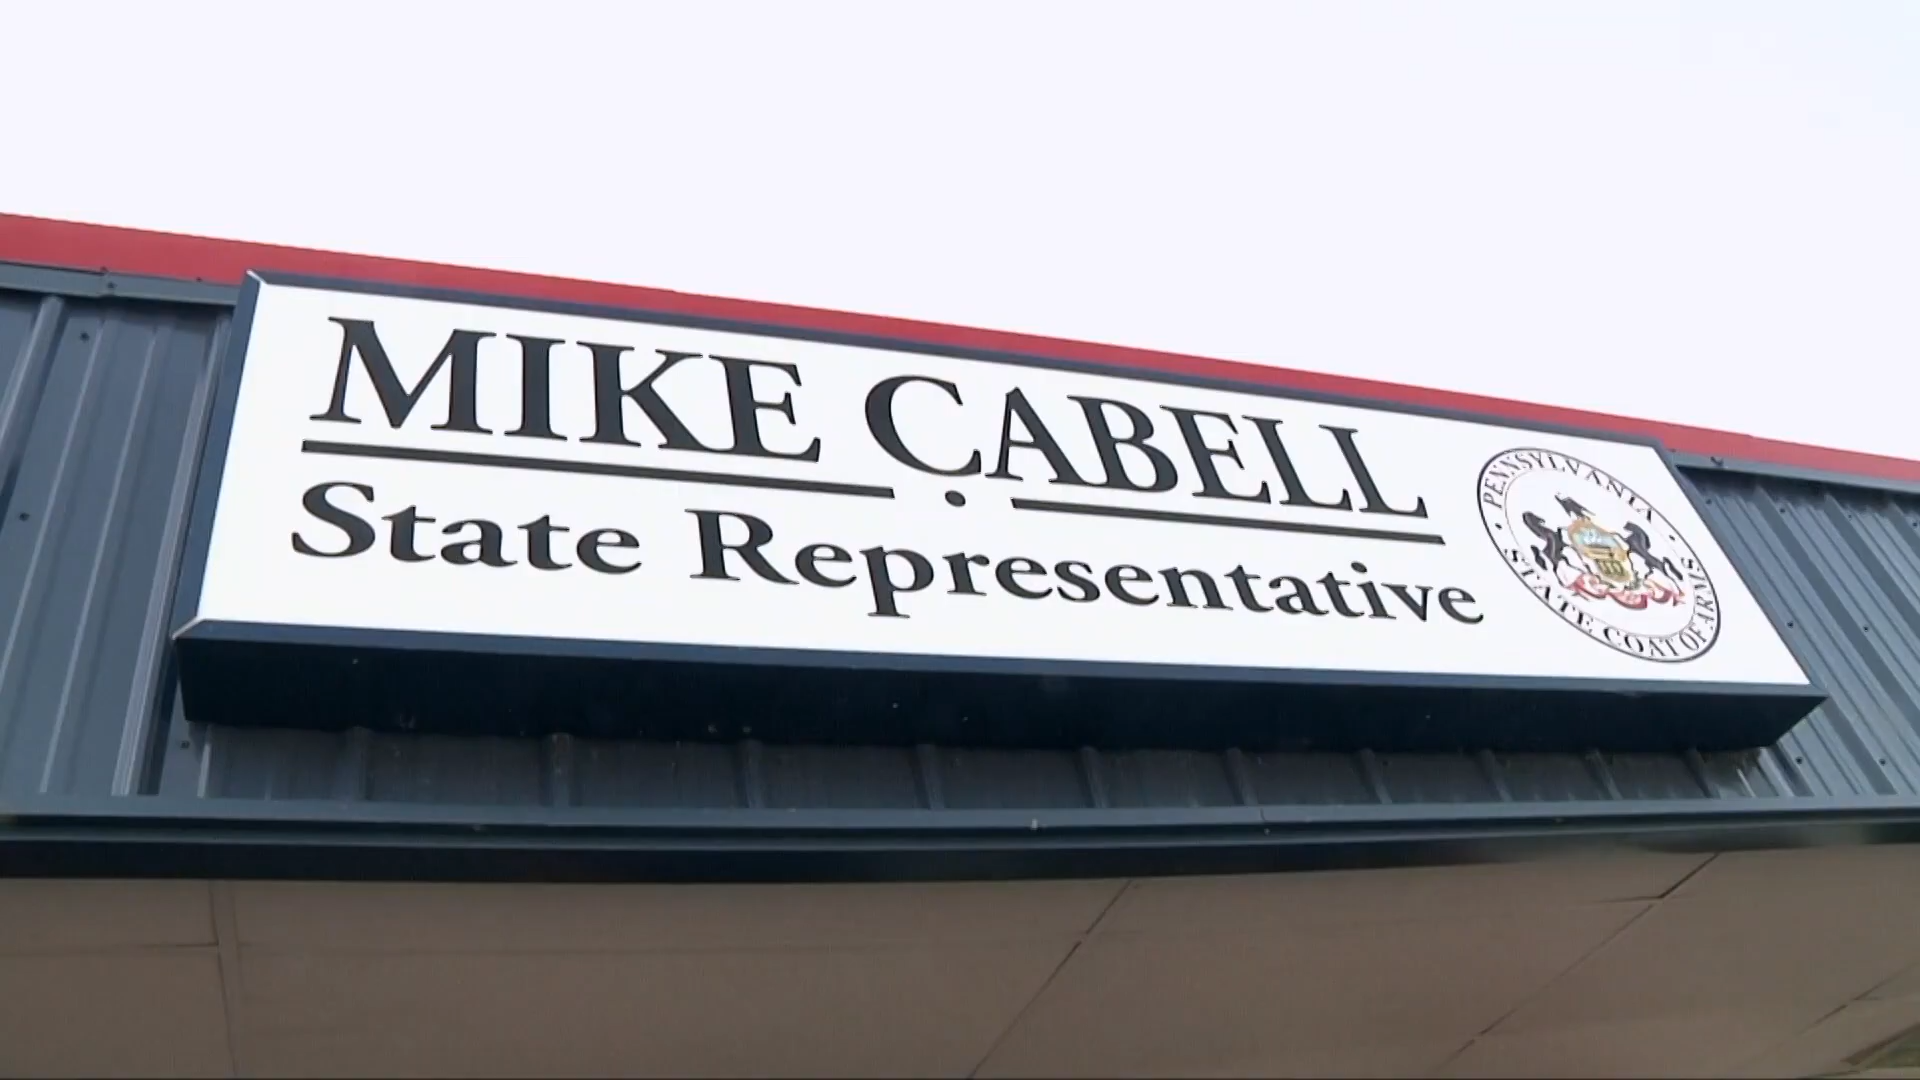 MIKE CABELL
State Representative
PENNSYLVANIA
STATE COAT OF ARMS